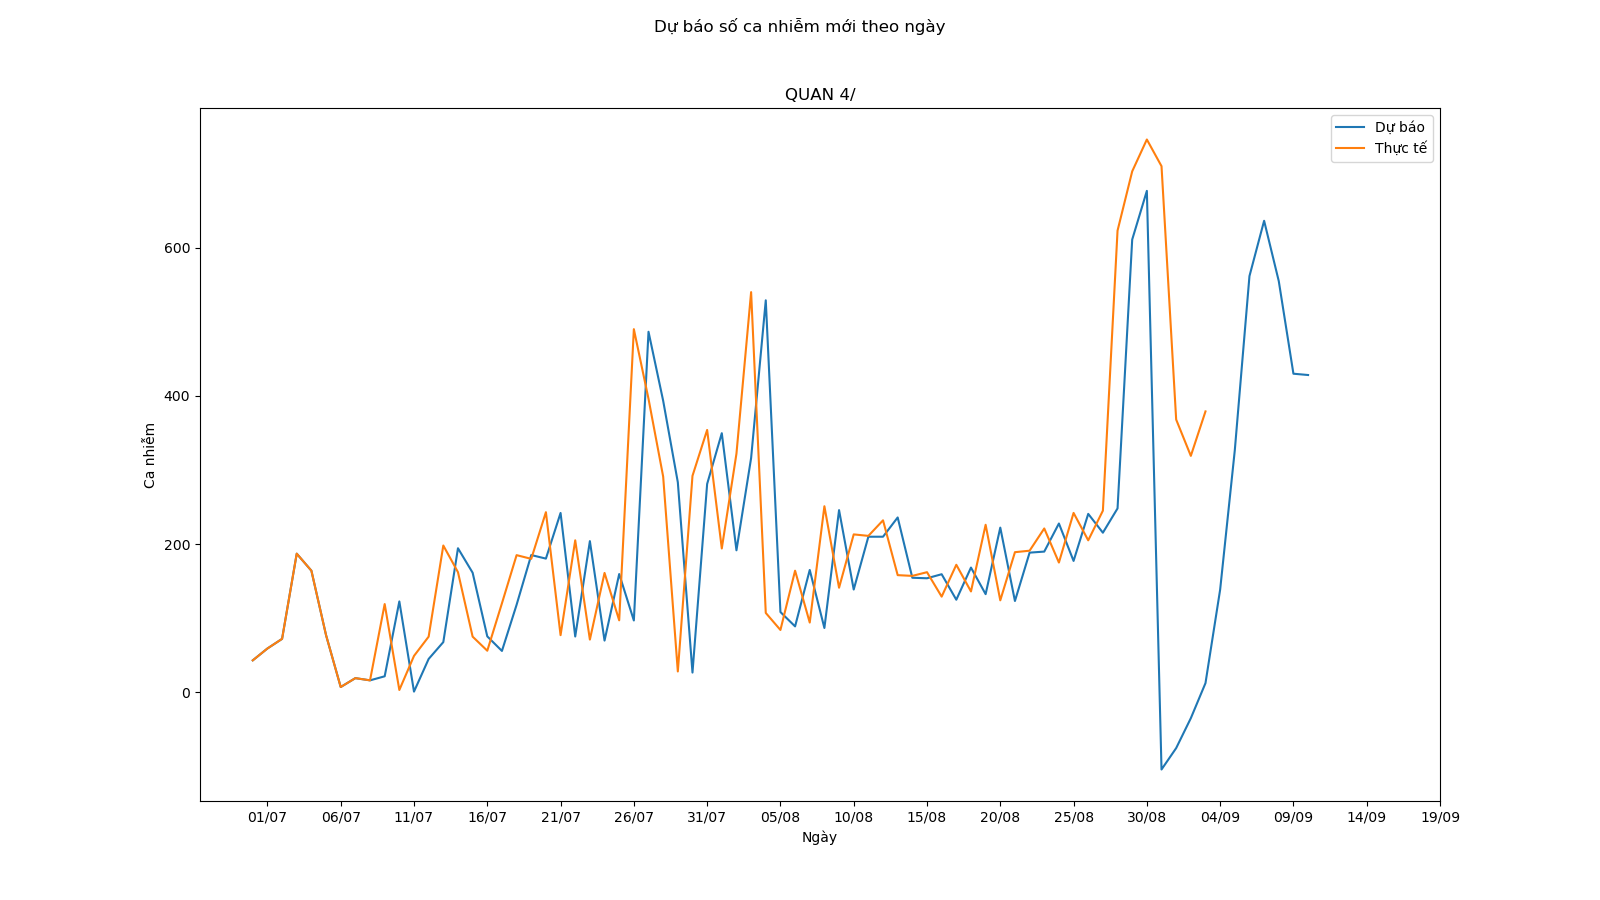 Dự báo số ca nhiễm mới theo ngày
QUAN 4/
Dự báo
Thực tế
600
400
200
0
Ca nhiễm
01/07 06/07 11/07 16/07 21/07 26/07 31/07 05/08 10/08 15/08 20/08 25/08 30/08 04/09 09/09 14/09 19/09
Ngày